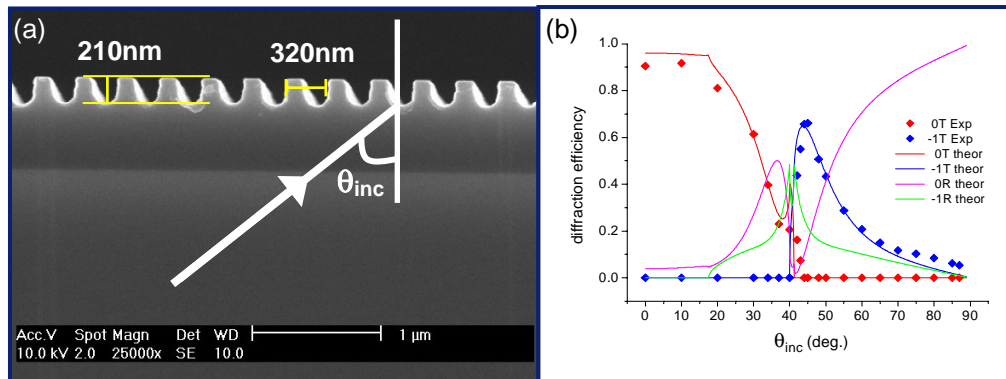 (a)
210nm
320nm
θinc
Acc.V Spot Magn Det WD
10.0 kV 2.0 25000x SE 10.0
1 μm
(b)
1.0
0.8
0.6
0.4
0.2
0.0
diffraction efficiency
0T Exp
-1T Exp
0T theor
-1T theor
0R theor
-1R theor
0 10 20 30 40 50 60 70 80 90
θinc (deg.)